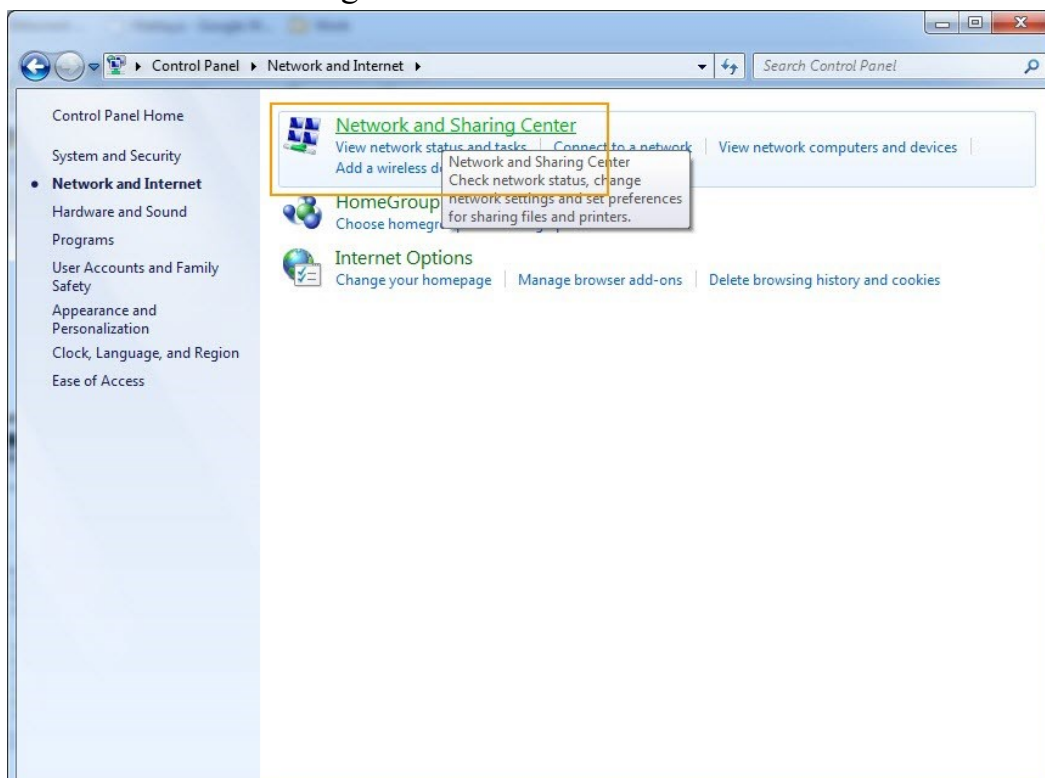 Control Panel Network and Internet
Search Control Panel
Control Panel Home
System and Security
Network and Internet
Hardware and Sound
Programs
User Accounts and Family
Safety
Appearance and
Personalization
Clock, Language, and Region
Ease of Access
Network and Sharing Center
View network status and tasks Connect to a network View network computers and devices
Add a wireless
Network and Sharing Center
Check network status, change
network settings and set preferences
for sharing files and printers.
HomeGroup
Choose
Internet Options
Change your homepage Manage browser add-ons Delete browsing history and cookies